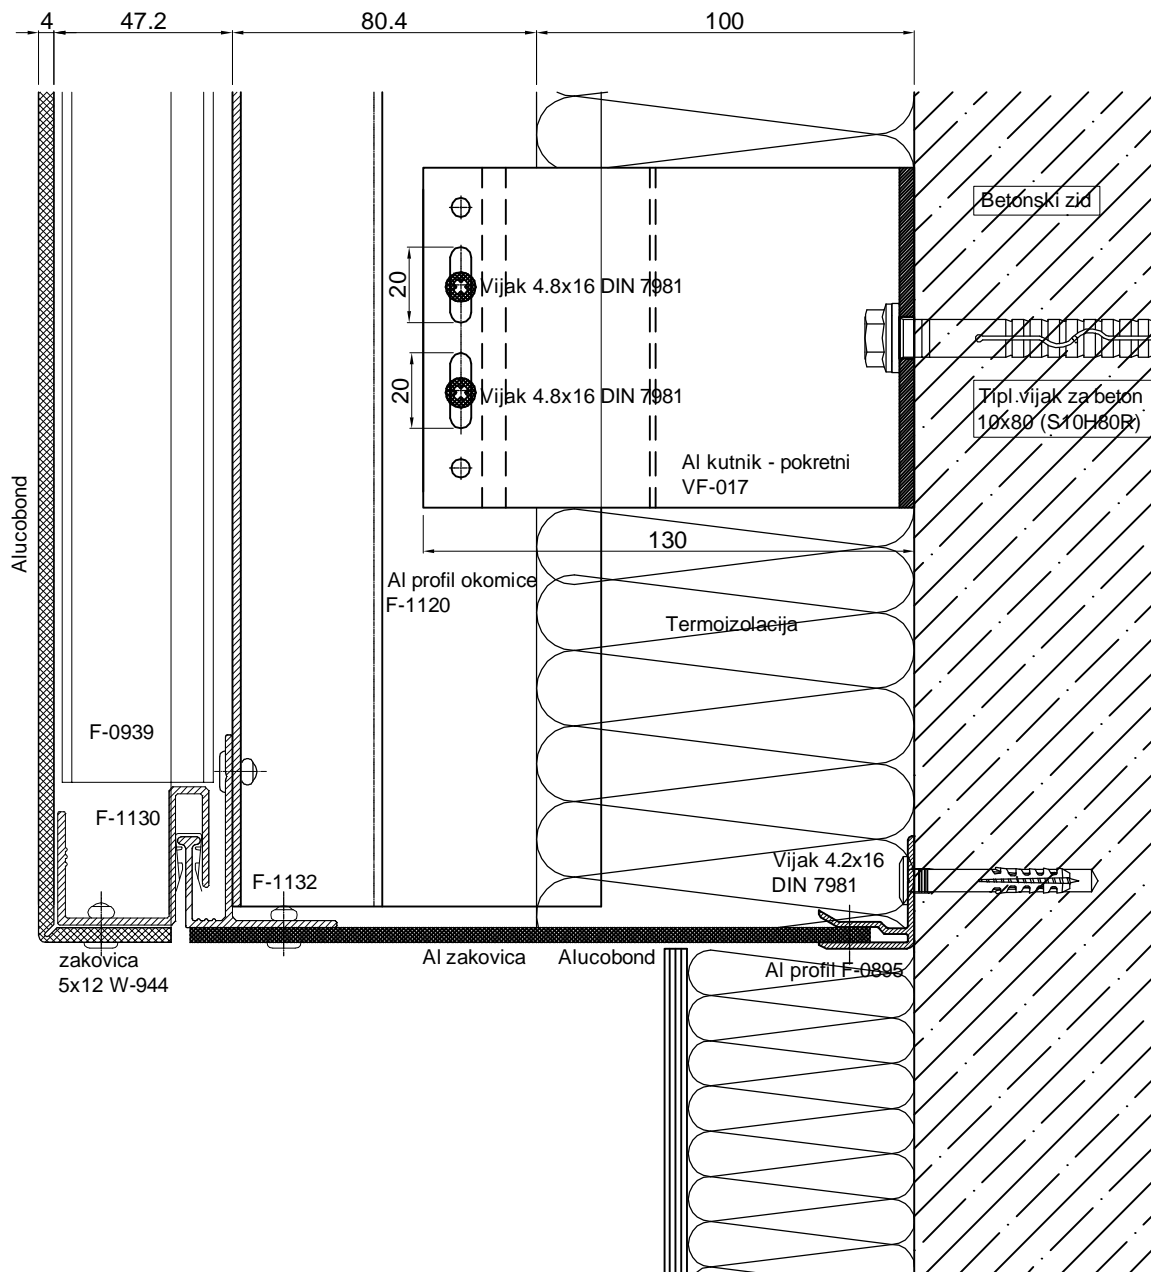 4
47.2
80.4
100
Betonski zid
20
Vijak 4.8x16 DIN 7981
20
Vijak 4.8x16 DIN 7981
Tipl.vijak za beton
10x80 (S10H80R)
Al kutnik - pokretni
VF-017
Alucobond
130
Al profil okomice
F-1120
Termoizolacija
F-0939
F-1130
F-1132
Vijak 4.2x16
DIN 7981
zakovica
5x12 W-944
Al zakovica
Alucobond
Al profil F-0895